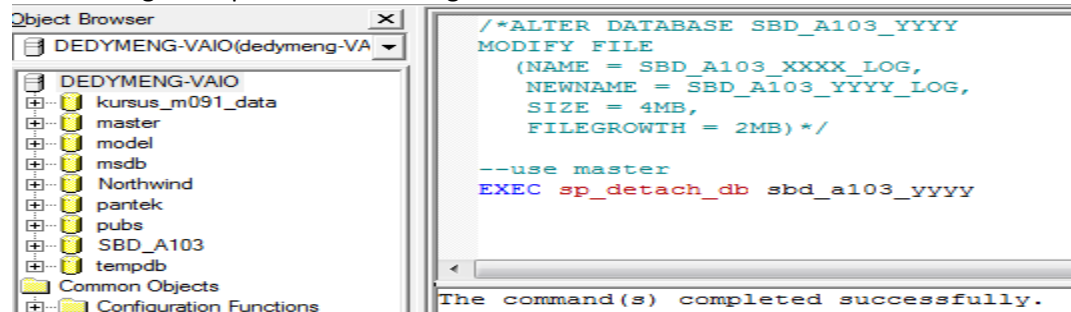 Object Browser
DEDYMENG-VAIO(dedymeng-VA
DEDYMENG-VAIO
kursus_m091_data
master
model
msdb
Northwind
pantek
pubs
SBD_A103
tempdb
Common Objects
Configuration Functions
/*ALTER DATABASE SBD_A103_YYYY
MODIFY FILE
(NAME = SBD_A103_XXXX_LOG,
NEWNAME = SBD_A103_YYYY_LOG,
SIZE = 4MB,
FILEGROWTH = 2MB)*/
--use master
EXEC sp_detach_db sbd_a103_yyyy
The command(s) completed successfully.